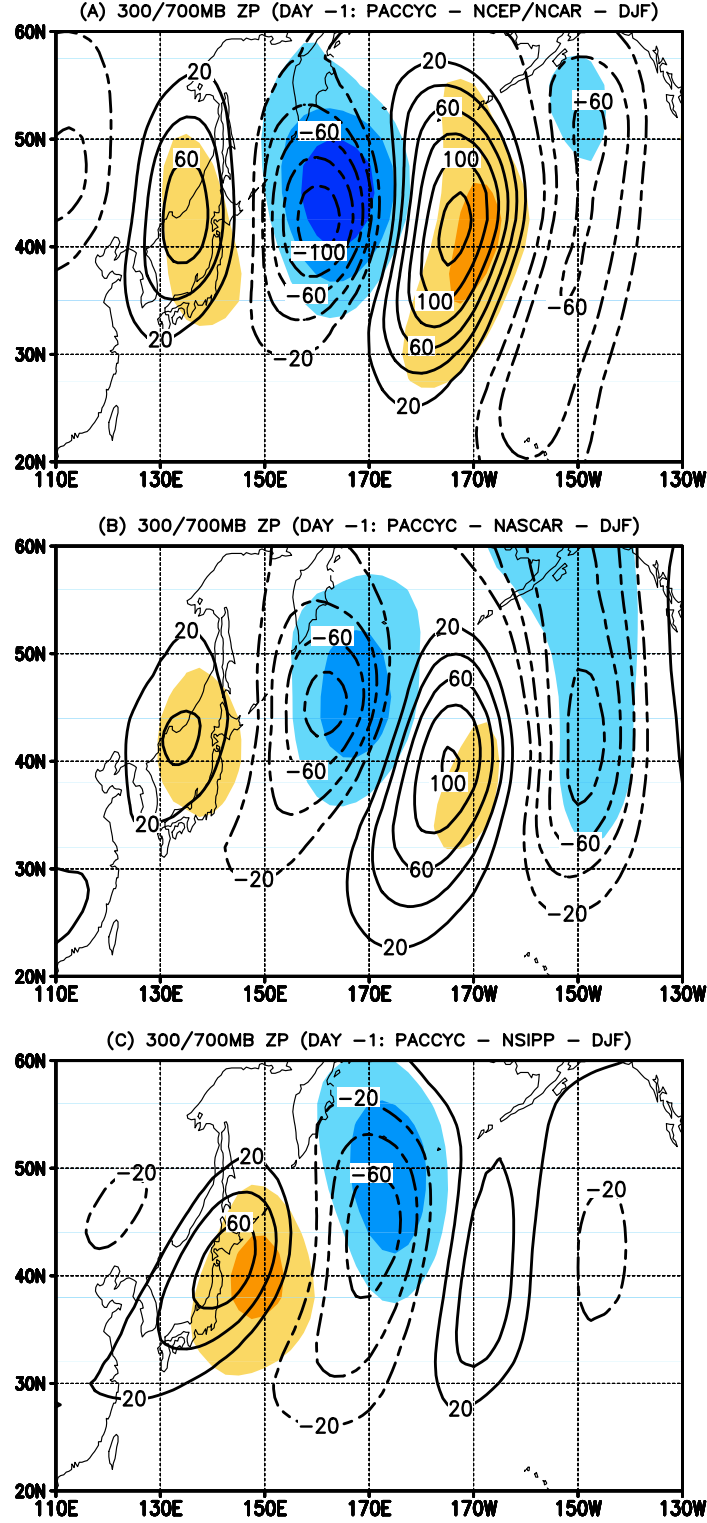 (A) 300/700MB ZP (DAY −1: PACCYC − NCEP/NCAR − DJF)
60N
20
60
−60
−60
50N
60
100
40N
−100
−60
100
−60
20
60
30N
−20
20
20N
110E 130E 150E 170E 170W 150W 130W
(B) 300/700MB ZP (DAY −1: PACCYC − NASCAR − DJF)
60N
20
−60
20
50N
60
40N
−60
100
20
−60
30N
−20
60
−20
20
20N
110E 130E 150E 170E 170W 150W 130W
(C) 300/700MB ZP (DAY −1: PACCYC − NSIPP − DJF)
60N
−20
50N
20
−20
−60
−20
60
40N
30N
20
20
−20
20N
110E 130E 150E 170E 170W 150W 130W